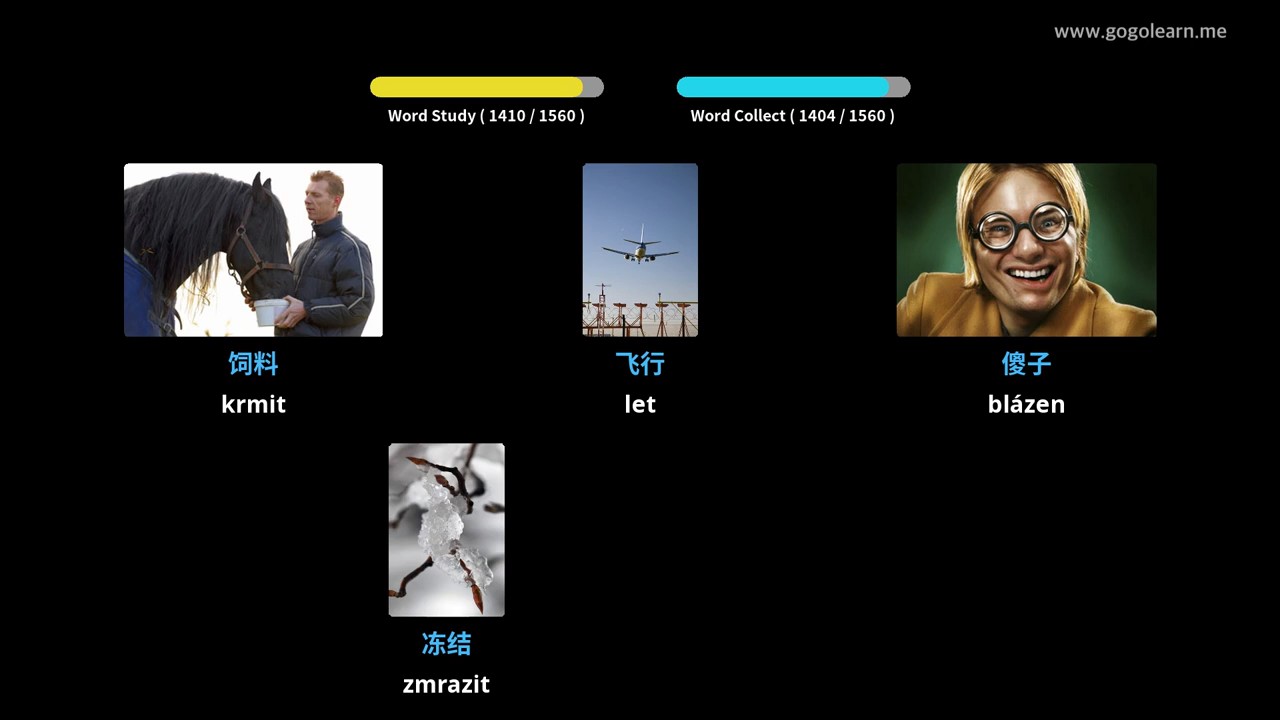 www.gogolearn.me
Word Study ( 1410 / 1560 )
Word Collect ( 1404 / 1560 )
饲料
krmit
飞行
let
傻子
blázen
冻结
zmrazit